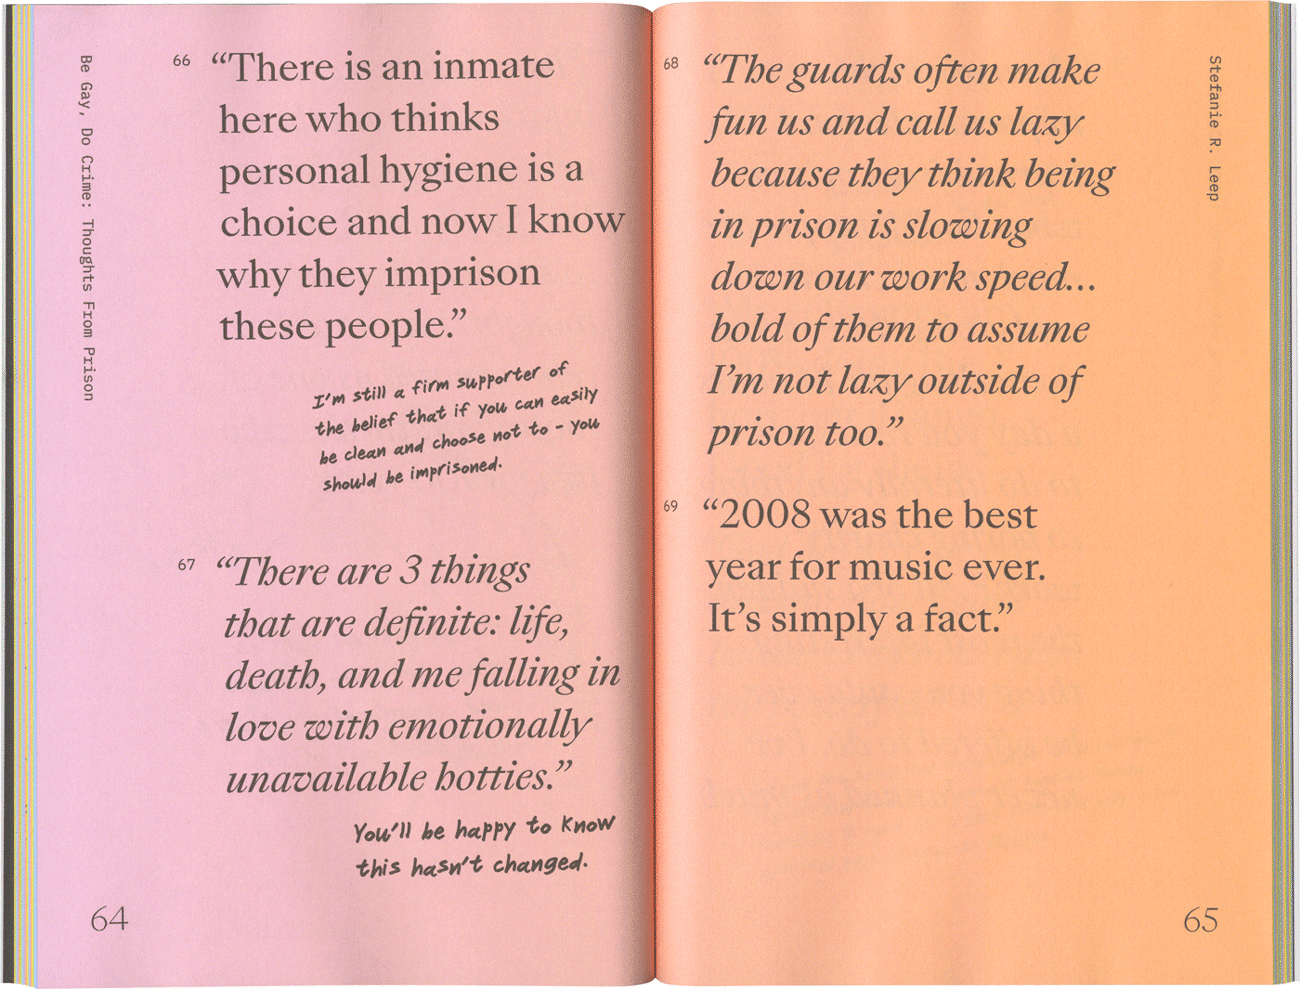 Be Gay, Do Crime: Thoughts From Prison
66
“There is an inmate
here who thinks
personal hygiene is a
choice and now I know
why they imprison
these people.”
I'm still a firm supporter of
the belief that if you can easily
be clean and choose not to - you
should be imprisoned.
67
“There are 3 things
that are definite: life,
death, and me falling in
love with emotionally
unavailable hotties.”
You'll be happy to know
this hasn't changed.
64
68
“The guards often make
fun us and call us lazy
because they think being
in prison is slowing
down our work speed...
bold of them to assume
I’m not lazy outside of
prison too.”
69
“2008 was the best
year for music ever.
It’s simply a fact.”
Stefanie R. Leep
65